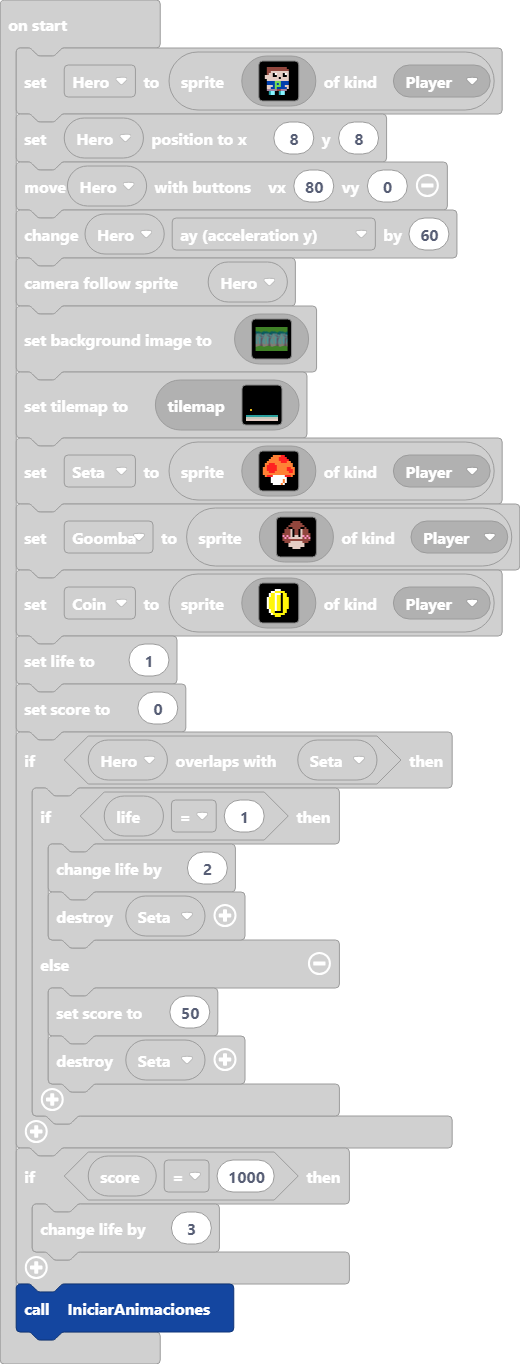 on start
set Hero to sprite of kind Player
set Hero position to x 8 y 8
move Hero with buttons vx 80 vy 0
change Hero ay (acceleration y) by 60
camera follow sprite Hero
set background image to
set tilemap to tilemap
set Seta to sprite of kind Player
set Goomba to sprite of kind Player
set Coin to sprite of kind Player
set life to 1
set score to 0
if Hero overlaps with Seta then
if life = 1 then
change life by 2
destroy Seta
else
set score to 50
destroy Seta
if score = 1000 then
change life by 3
call IniciarAnimaciones